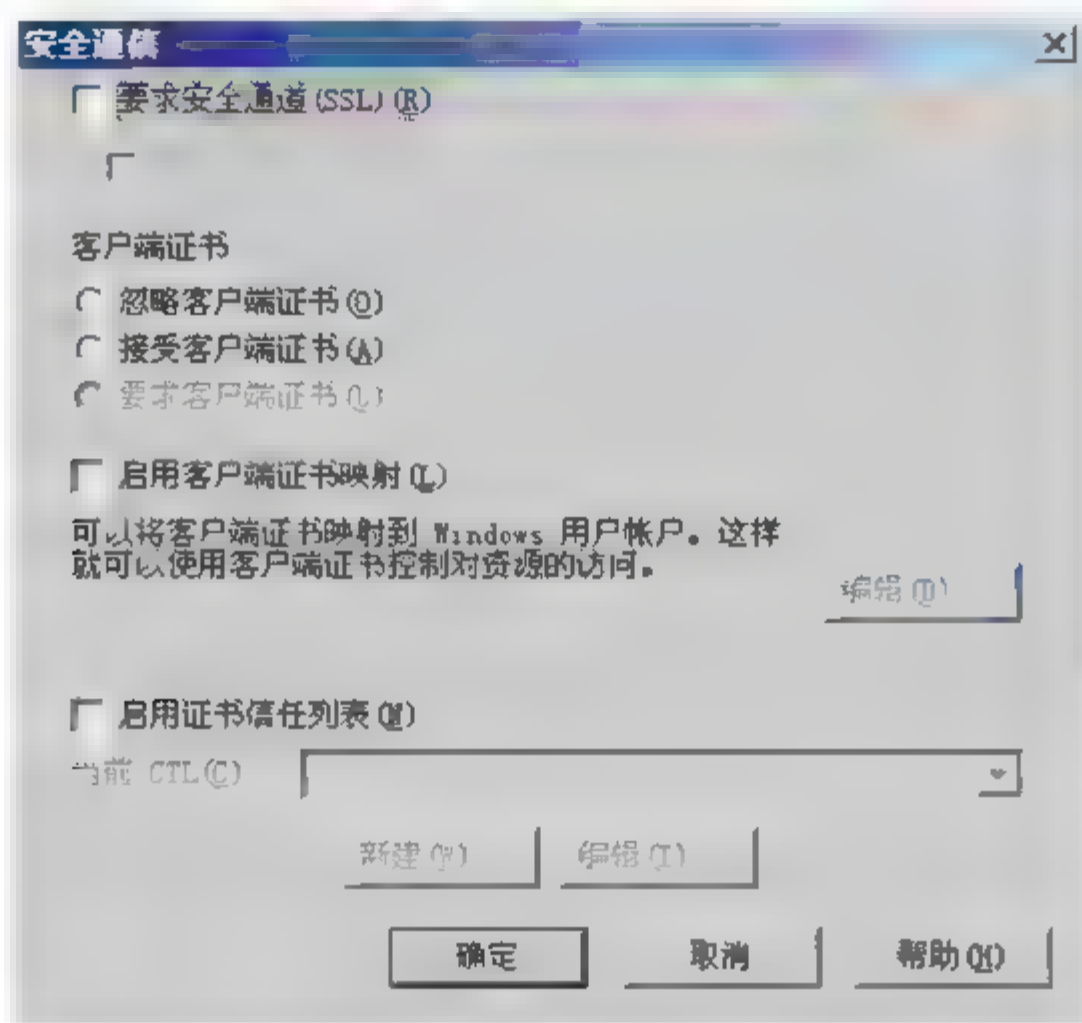 安全通信
要求安全通道(SSL)(R)
客户端证书
忽略客户端证书(O)
接受客户端证书(A)
要求客户端证书(U)
启用客户端证书映射(L)
可以将客户端证书映射到 Windows 用户帐户。这样
就可以使用客户端证书控制对资源的访问。
编辑(D)
启用证书信任列表(N)
当前 CTL(C)
新建(W)
编辑(I)
确定
取消
帮助(H)